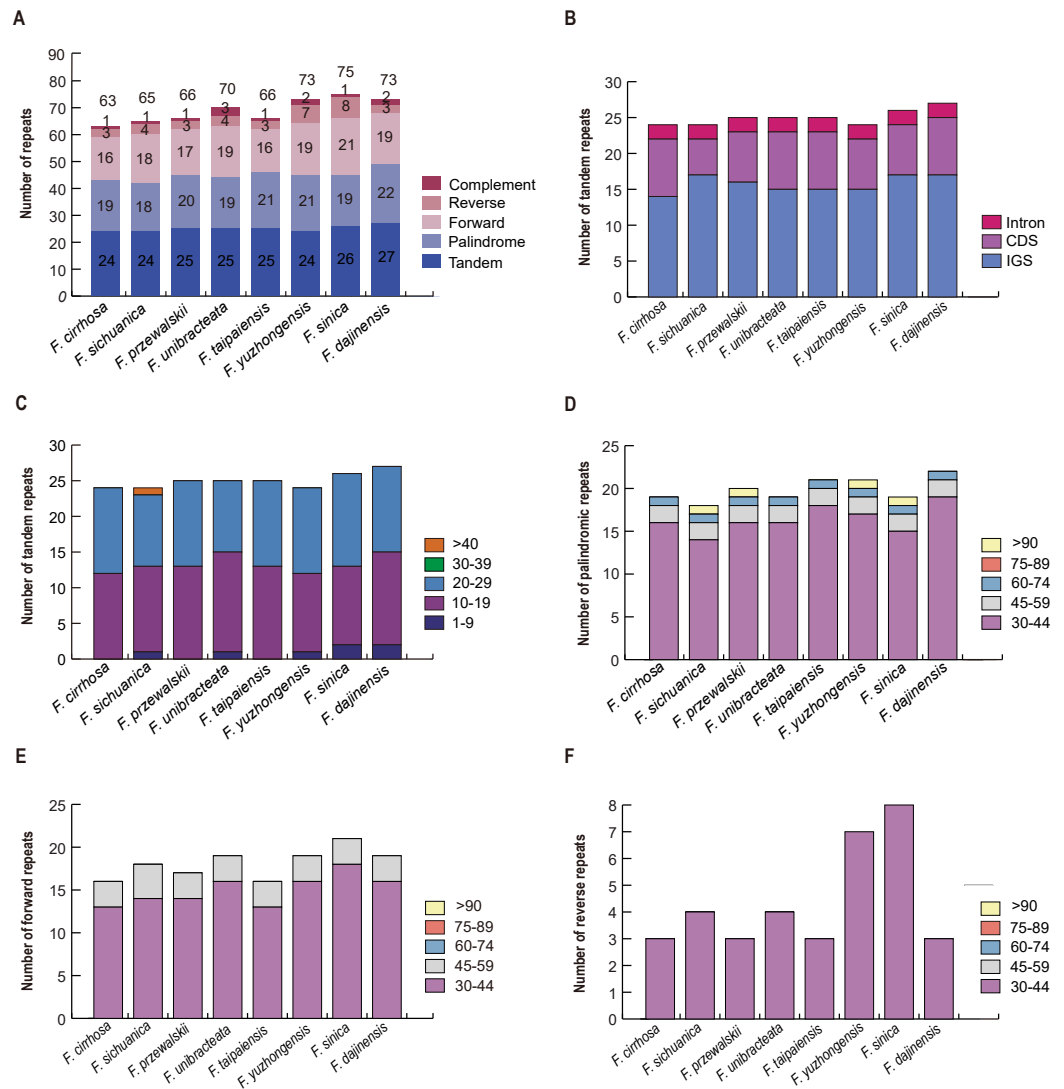 A
Number of repeats
90
80
70
60
50
40
30
20
10
0
63
65
66
70
66
73
75
73
1
1
1
3
1
2
1
2
3
4
3
4
3
7
8
3
16
18
17
19
16
19
21
19
19
18
20
19
21
21
19
22
24
24
25
25
25
24
26
27
Complement
Reverse
Forward
Palindrome
Tandem
F. cirrhosa
F. sichuanica
F. przewalskii
F. unibracteata
F. taipaiensis
F. yuzhongensis
F. sinica
F. dajinensis
B
Number of tandem repeats
30
25
20
15
10
5
0
Intron
CDS
IGS
F. cirrhosa
F. sichuanica
F. przewalskii
F. unibracteata
F. taipaiensis
F. yuzhongensis
F. sinica
F. dajinensis
C
Number of tandem repeats
30
25
20
15
10
5
0
>40
30-39
20-29
10-19
1-9
F. cirrhosa
F. sichuanica
F. przewalskii
F. unibracteata
F. taipaiensis
F. yuzhongensis
F. sinica
F. dajinensis
D
Number of palindromic repeats
25
20
15
10
5
0
>90
75-89
60-74
45-59
30-44
F. cirrhosa
F. sichuanica
F. przewalskii
F. unibracteata
F. taipaiensis
F. yuzhongensis
F. sinica
F. dajinensis
E
Number of forward repeats
25
20
15
10
5
0
>90
75-89
60-74
45-59
30-44
F. cirrhosa
F. sichuanica
F. przewalskii
F. unibracteata
F. taipaiensis
F. yuzhongensis
F. sinica
F. dajinensis
F
Number of reverse repeats
8
7
6
5
4
3
2
1
0
>90
75-89
60-74
45-59
30-44
F. cirrhosa
F. sichuanica
F. przewalskii
F. unibracteata
F. taipaiensis
F. yuzhongensis
F. sinica
F. dajinensis